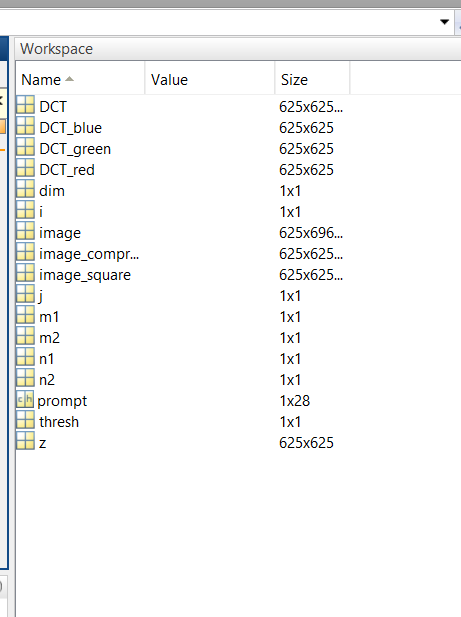 Workspace
Name Value Size
DCT 625x625...
DCT_blue 625x625
DCT_green 625x625
DCT_red 625x625
dim 1x1
i 1x1
image 625x696...
image_compr... 625x625...
image_square 625x625...
j 1x1
m1 1x1
m2 1x1
n1 1x1
n2 1x1
ch prompt 1x28
thresh 1x1
z 625x625